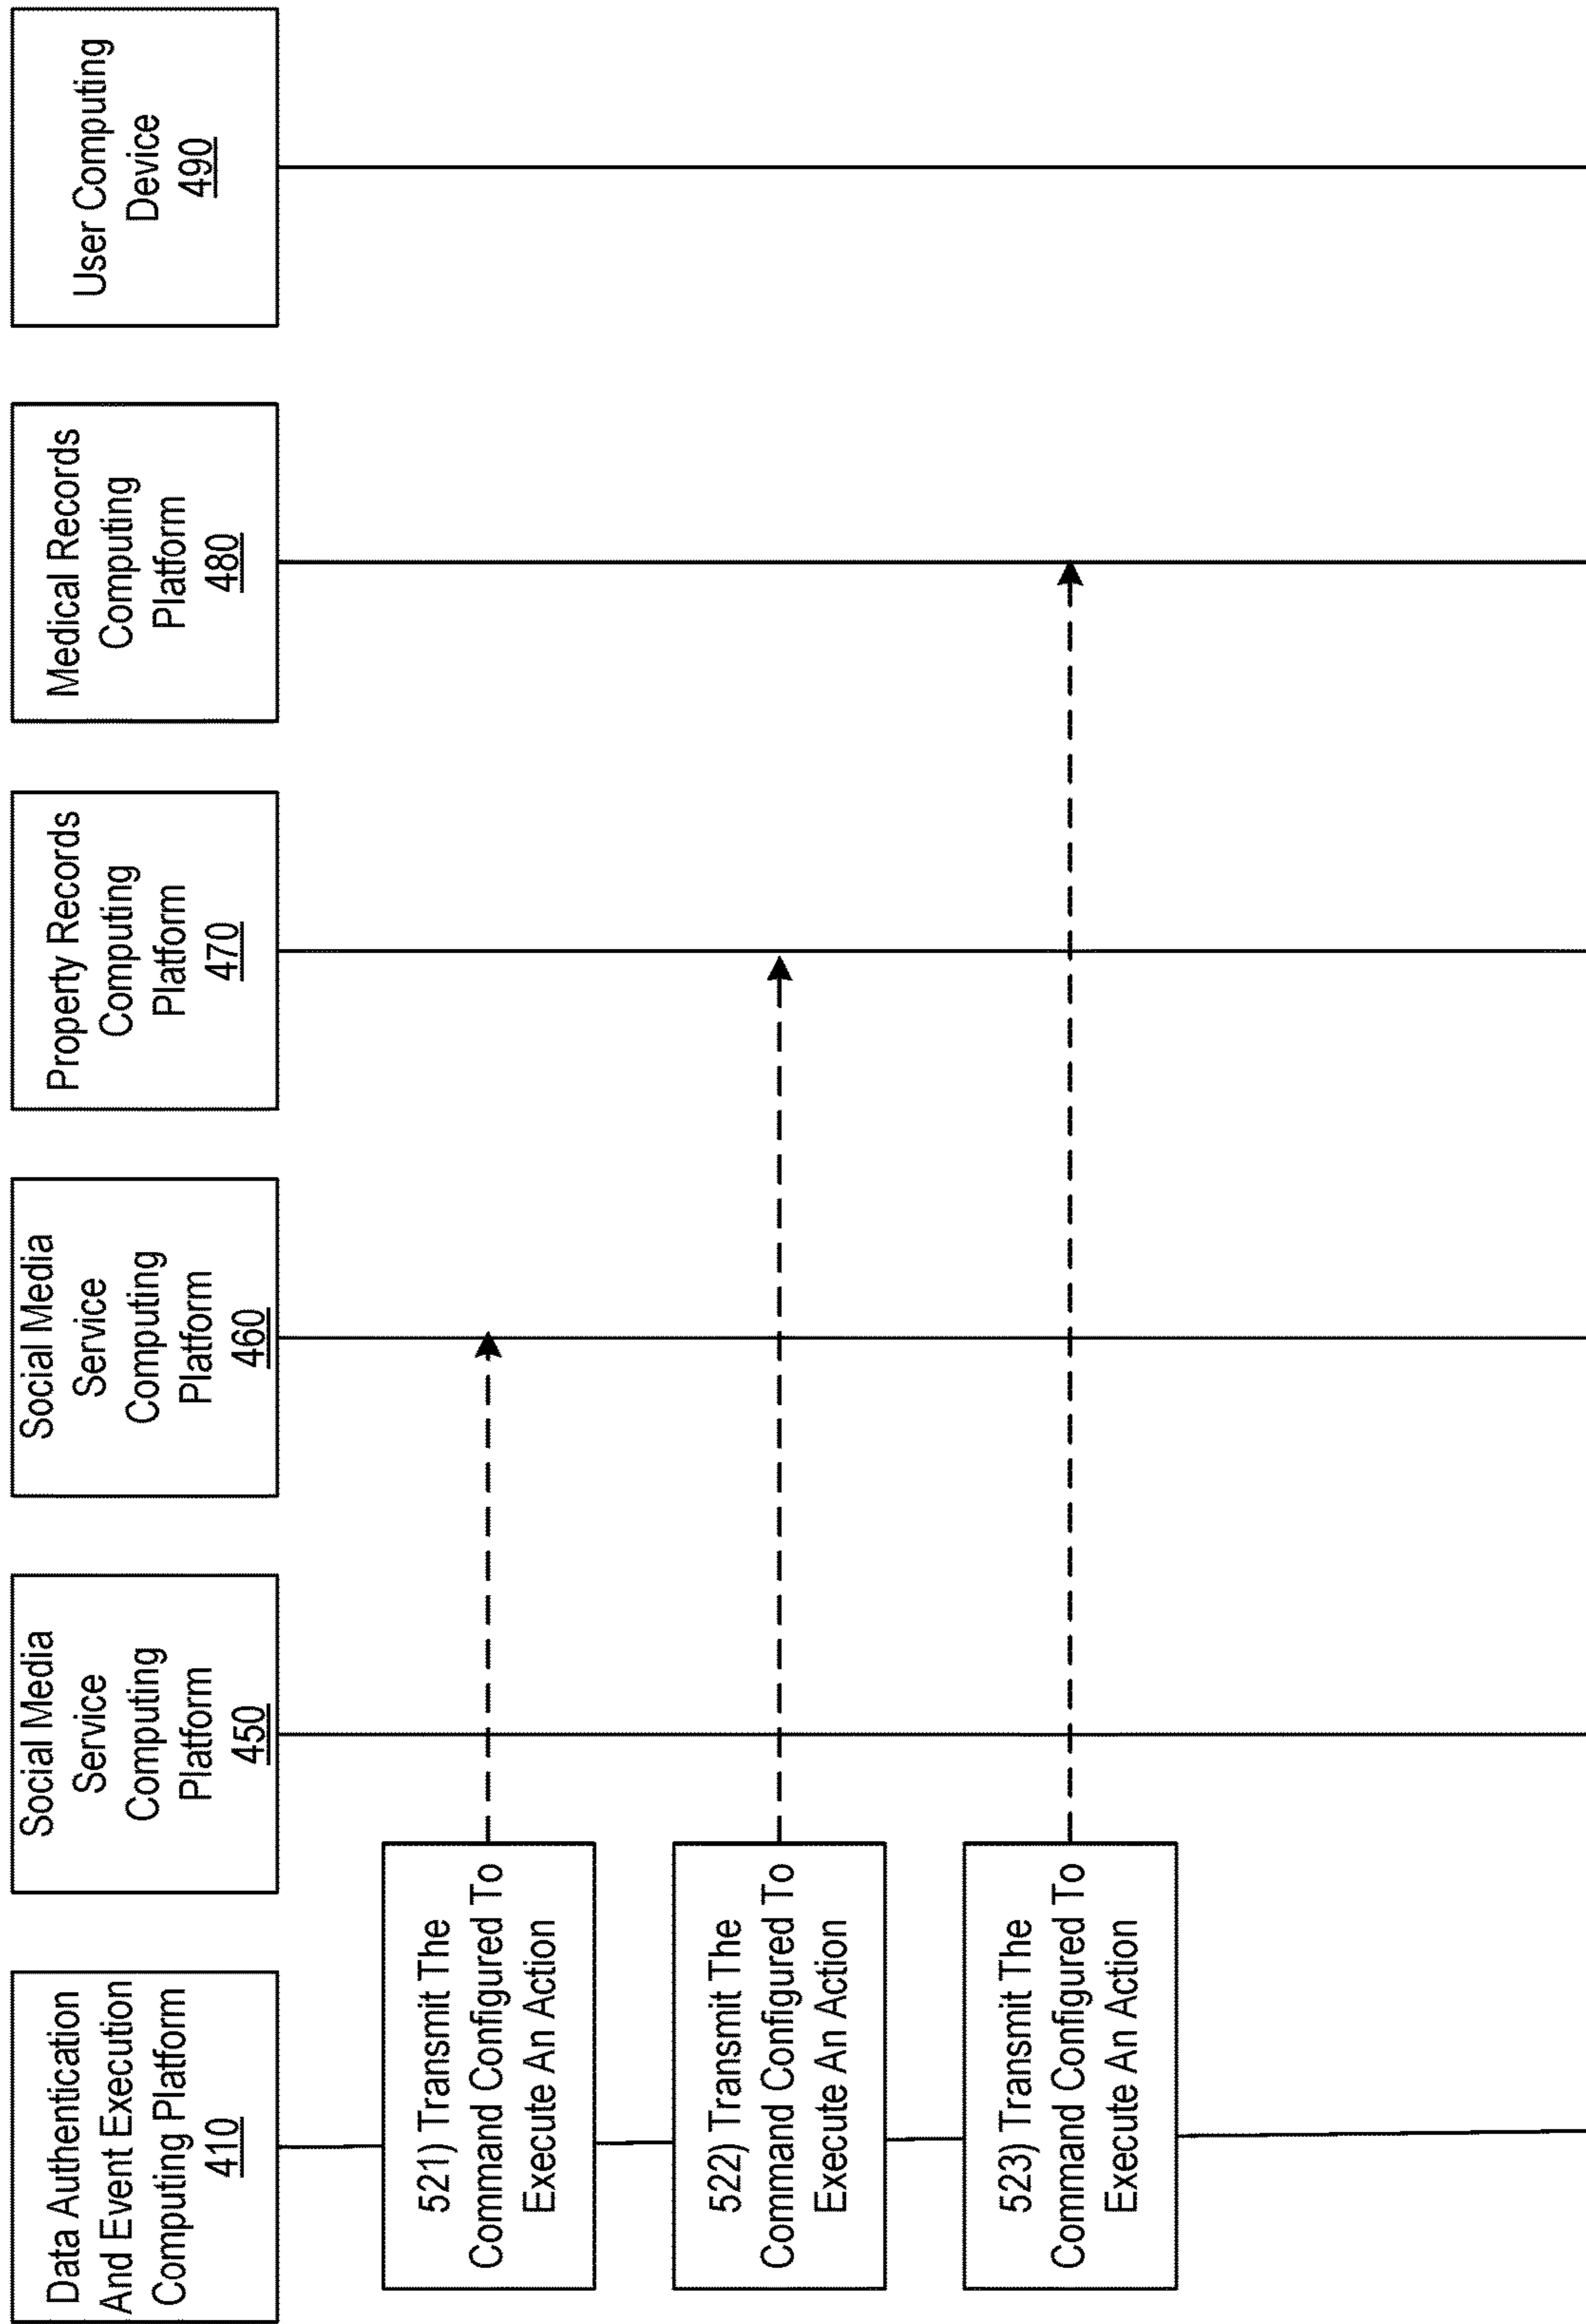 Data Authentication
And Event Execution
Computing Platform
410
Social Media
Service
Computing
Platform
450
Social Media
Service
Computing
Platform
460
Property Records
Computing
Platform
470
Medical Records
Computing
Platform
480
User Computing
Device
490
521) Transmit The
Command Configured To
Execute An Action
522) Transmit The
Command Configured To
Execute An Action
523) Transmit The
Command Configured To
Execute An Action